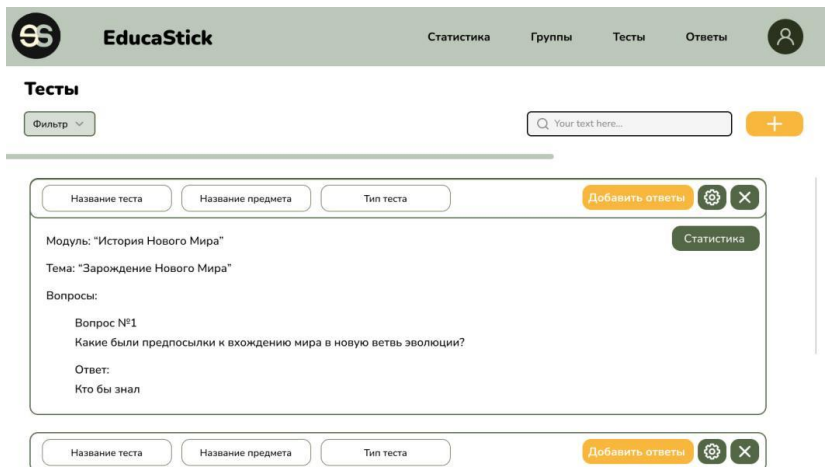 ЭS EducaStick Статистика Группы Тесты Ответы
Тесты
Фильтр Your text here... +
Название теста Название предмета Тип теста Добавить ответы
Модуль: “История Нового Мира” Статистика
Тема: “Зарождение Нового Мира”
Вопросы:
Вопрос №1
Какие были предпосылки к вхождению мира в новую ветвь эволюции?
Ответ:
Кто бы знал
Название теста Название предмета Тип теста Добавить ответы